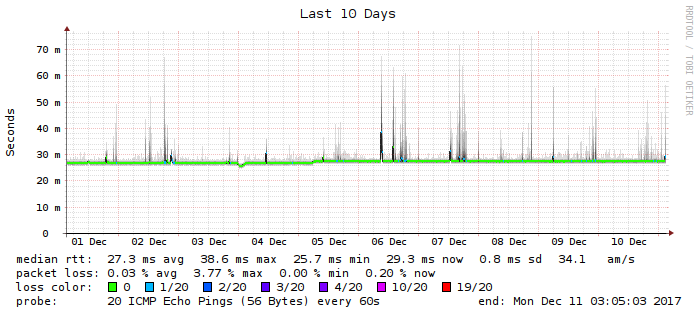 Last 10 Days
RRDTOOL / TOBI OETIKER
Seconds
70 m
60 m
50 m
40 m
30 m
20 m
10 m
0
01 Dec 02 Dec 03 Dec 04 Dec 05 Dec 06 Dec 07 Dec 08 Dec 09 Dec 10 Dec
median rtt: 27.3 ms avg 38.6 ms max 25.7 ms min 29.3 ms now 0.8 ms sd 34.1 am/s
packet loss: 0.03 % avg 3.77 % max 0.00 % min 0.20 % now
loss color: 0 1/20 2/20 3/20 4/20 10/20 19/20
probe: 20 ICMP Echo Pings (56 Bytes) every 60s end: Mon Dec 11 03:05:03 2017